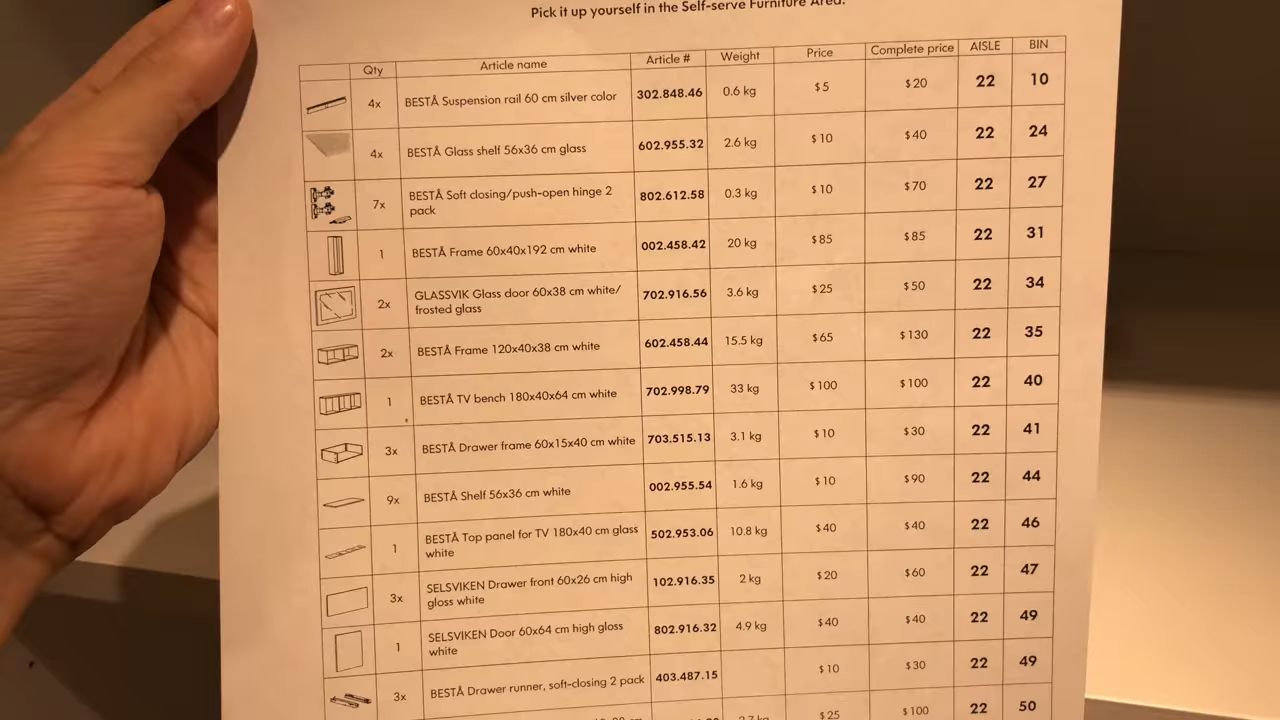 Pick it up yourself in the Self-serve Furniture Area.
Qty Article name Article # Weight Price Complete price AISLE BIN
4x BESTÅ Suspension rail 60 cm silver color 302.848.46 0.6 kg $ 5 $ 20 22 10
4x BESTÅ Glass shelf 56x36 cm glass 602.955.32 2.6 kg $ 10 $ 40 22 24
7x BESTÅ Soft closing/push-open hinge 2
pack 802.612.58 0.3 kg $ 10 $ 70 22 27
1 BESTÅ Frame 60x40x192 cm white 002.458.42 20 kg $ 85 $ 85 22 31
2x GLASSVIK Glass door 60x38 cm white/
frosted glass 702.916.56 3.6 kg $ 25 $ 50 22 34
2x BESTÅ Frame 120x40x38 cm white 602.458.44 15.5 kg $ 65 $ 130 22 35
1 BESTÅ TV bench 180x40x64 cm white 702.998.79 33 kg $ 100 $ 100 22 40
3x BESTÅ Drawer frame 60x15x40 cm white 703.515.13 3.1 kg $ 10 $ 30 22 41
9x BESTÅ Shelf 56x36 cm white 002.955.54 1.6 kg $ 10 $ 90 22 44
1 BESTÅ Top panel for TV 180x40 cm glass
white 502.953.06 10.8 kg $ 40 $ 40 22 46
3x SELSVIKEN Drawer front 60x26 cm high
gloss white 102.916.35 2 kg $ 20 $ 60 22 47
1 SELSVIKEN Door 60x64 cm high gloss
white 802.916.32 4.9 kg $ 40 $ 40 22 49
3x BESTÅ Drawer runner, soft-closing 2 pack 403.487.15 $ 10 $ 30 22 49
$ 25 $ 100 22 50